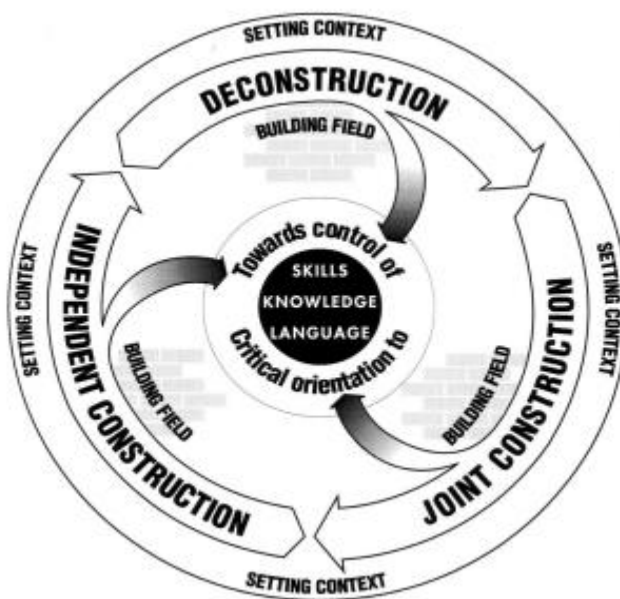 SETTING CONTEXT
DECONSTRUCTION
BUILDING FIELD
Towards control of
SKILLS
KNOWLEDGE
LANGUAGE
Critical orientation to
SETTING CONTEXT
INDEPENDENT CONSTRUCTION
BUILDING FIELD
BUILDING FIELD
JOINT CONSTRUCTION
SETTING CONTEXT
SETTING CONTEXT